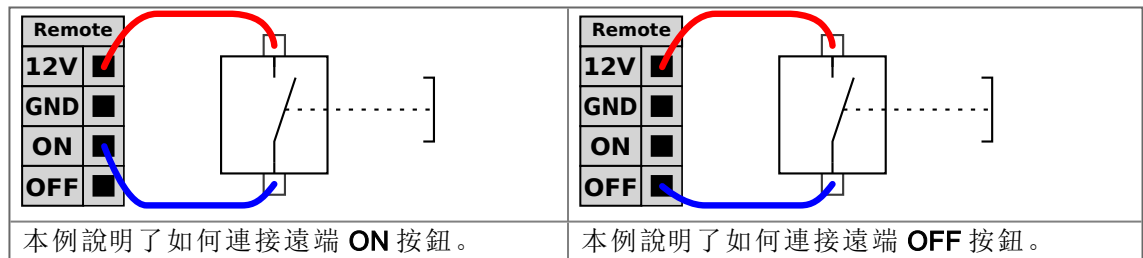 Remote
12V
GND
ON
OFF
本例說明了如何連接遠端 ON 按鈕。
Remote
12V
GND
ON
OFF
本例說明了如何連接遠端 OFF 按鈕。